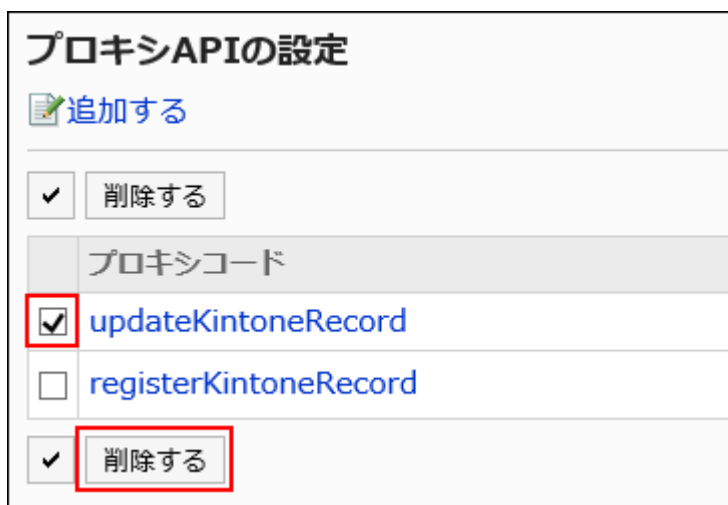 プロキシAPIの設定
追加する
削除する
プロキシコード
updateKintoneRecord
registerKintoneRecord
削除する